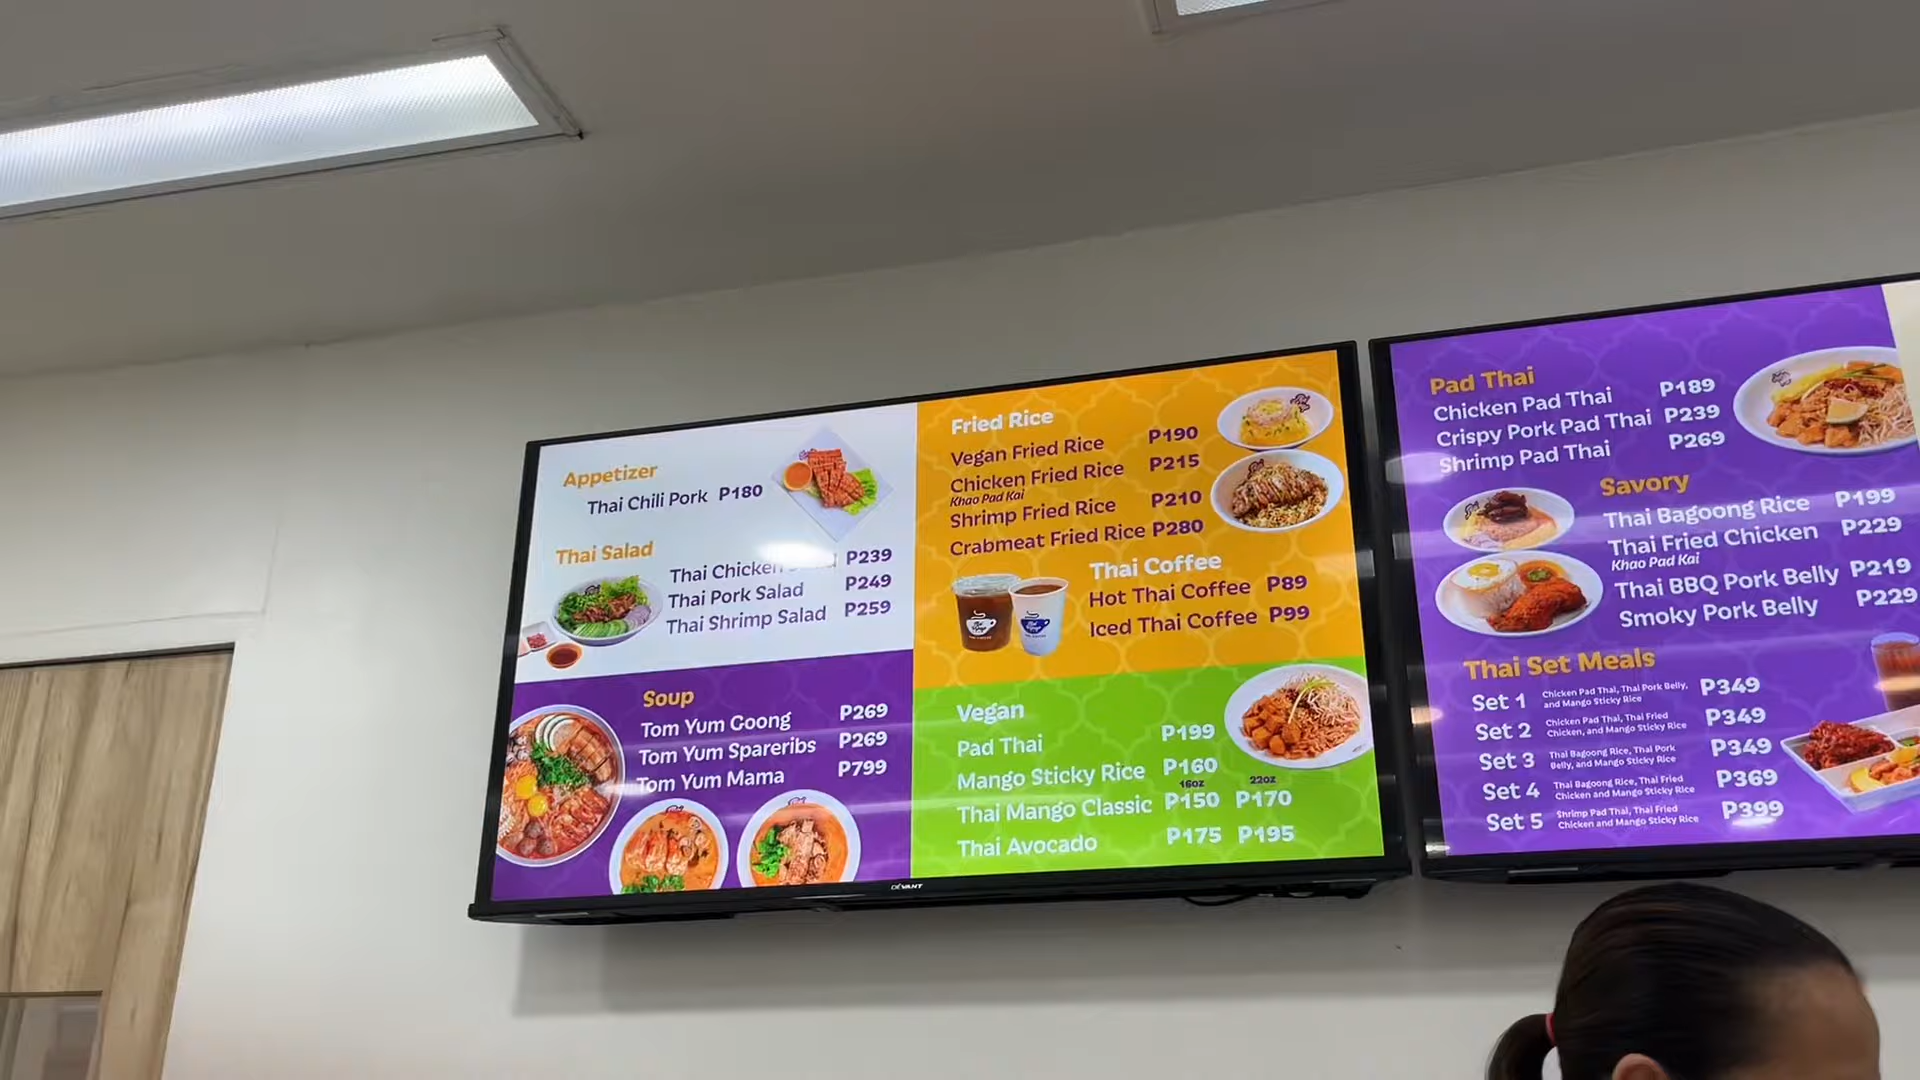 Appetizer
Thai Chili Pork P180
Thai Salad
Thai Chicken P239
Thai Pork Salad P249
Thai Shrimp Salad P259
Soup
Tom Yum Goong P269
Tom Yum Spareribs P269
Tom Yum Mama P799
Fried Rice
Vegan Fried Rice P190
Chicken Fried Rice P215
Khao Pad Kai
Shrimp Fried Rice P210
Crabmeat Fried Rice P280
Thai Coffee
Hot Thai Coffee P89
Iced Thai Coffee P99
Vegan
Pad Thai P199
Mango Sticky Rice P160
16oz 22oz
Thai Mango Classic P150 P170
Thai Avocado P175 P195
DEVANT
Pad Thai
Chicken Pad Thai P189
Crispy Pork Pad Thai P239
Shrimp Pad Thai P269
Savory
Thai Bagoong Rice P199
Thai Fried Chicken P229
Khao Pad Kai
Thai BBQ Pork Belly P219
Smoky Pork Belly P229
Thai Set Meals
Set 1 Chicken Pad Thai, Thai Pork Belly, P349
and Mango Sticky Rice
Set 2 Chicken Pad Thai, Thai Fried P349
Chicken, and Mango Sticky Rice
Set 3 Thai Bagoong Rice, Thai Pork P349
Belly, and Mango Sticky Rice
Set 4 Thai Bagoong Rice, Thai Fried P369
Chicken and Mango Sticky Rice
Set 5 Shrimp Pad Thai, Thai Fried P399
Chicken and Mango Sticky Rice